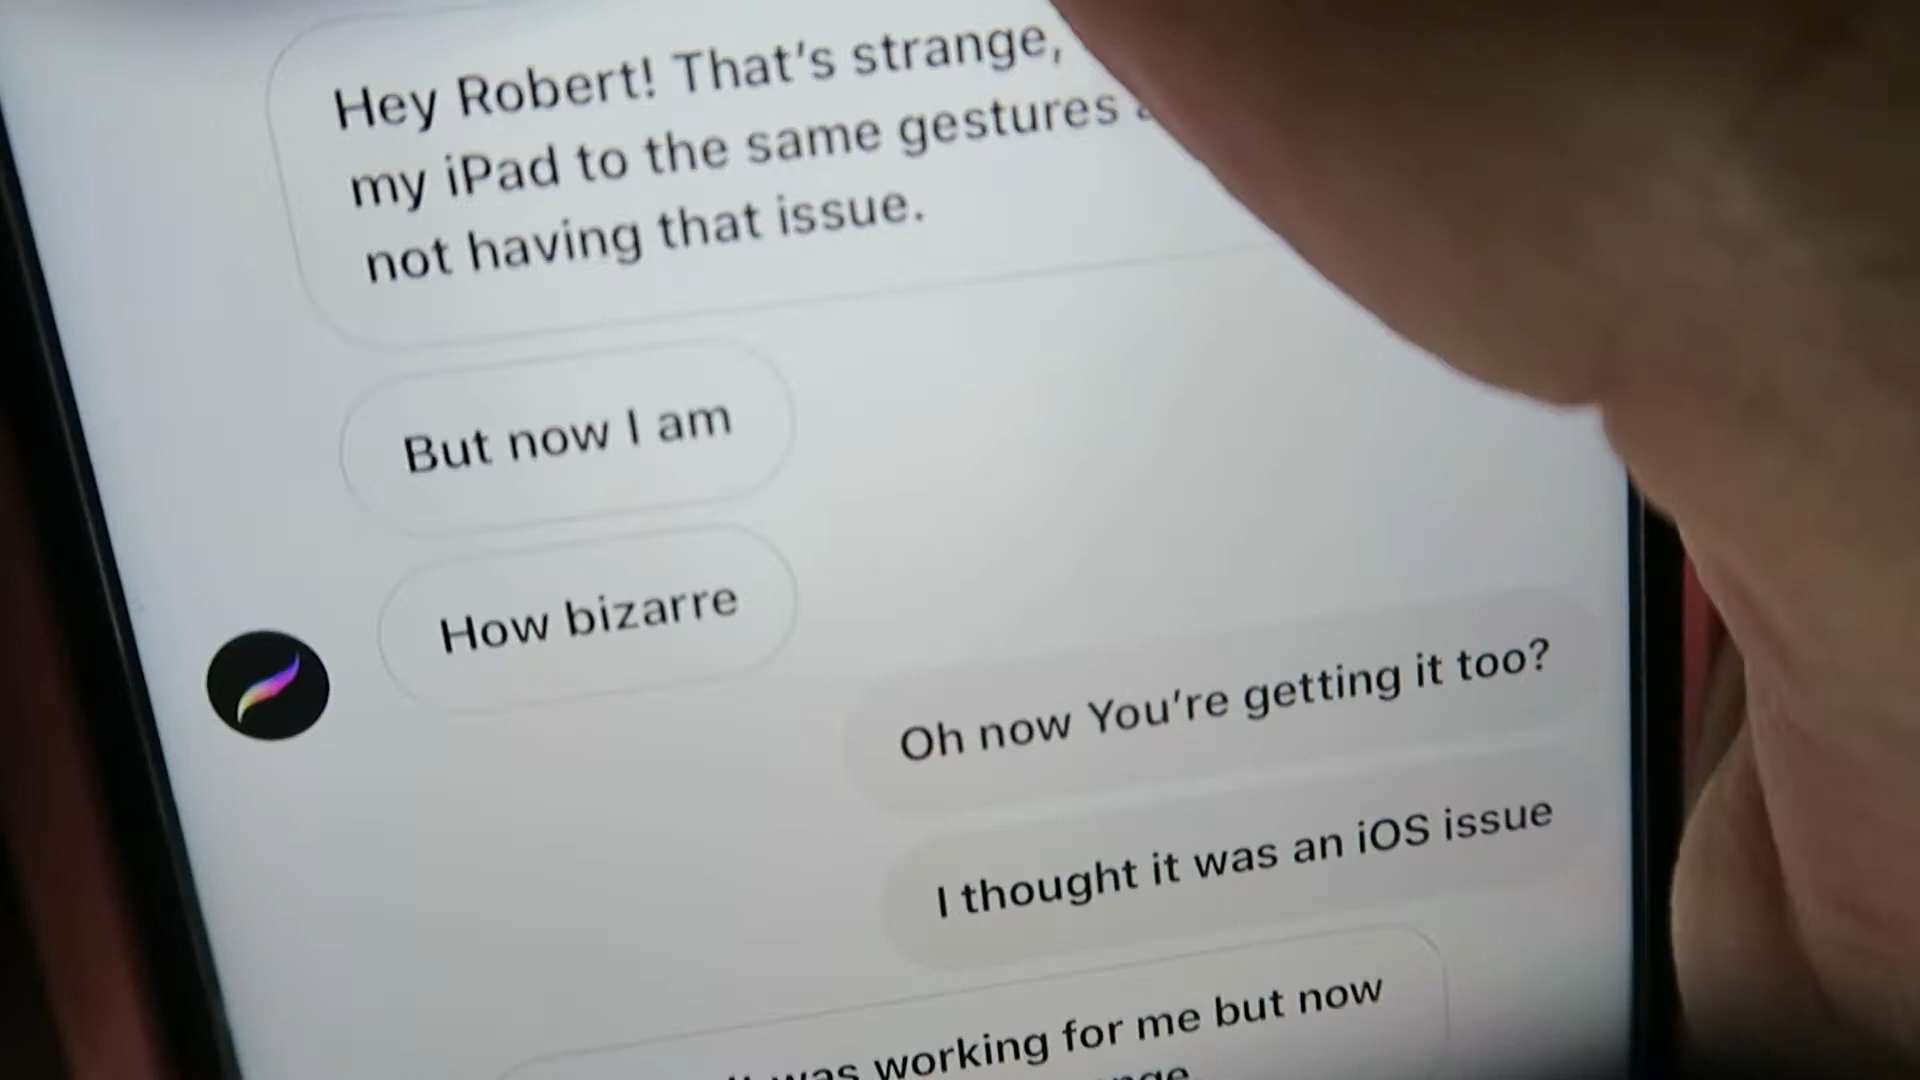 Hey Robert! That's strange,
my iPad to the same gestures
not having that issue.
But now I am
How bizarre
Oh now You're getting it too?
I thought it was an iOS issue
was working for me but now